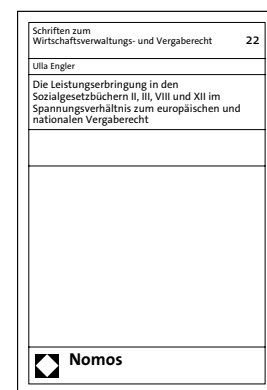 Schriften zum
Wirtschaftsverwaltungs- und Vergaberecht 22
Ulla Engler
Die Leistungserbringung in den
Sozialgesetzbüchern II, III, VIII und XII im
Spannungsverhältnis zum europäischen und
nationalen Vergaberecht
Nomos